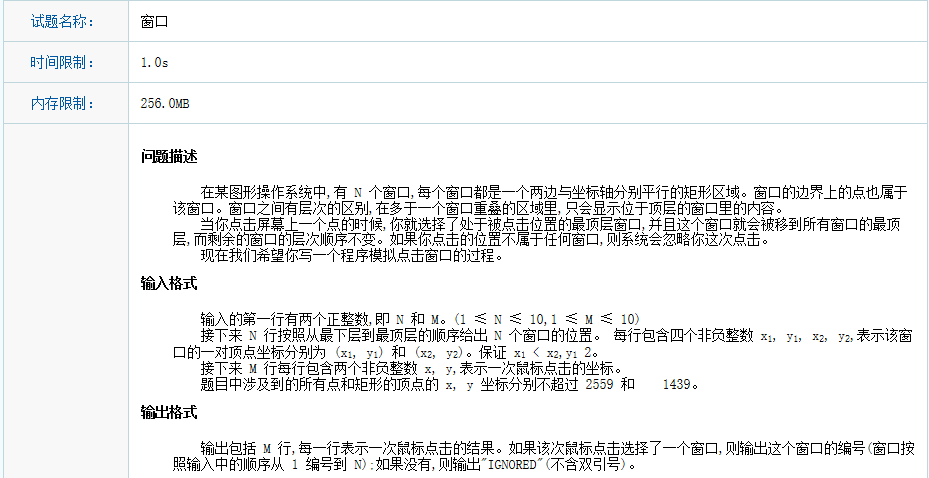 试题名称： 窗口
时间限制： 1.0s
内存限制： 256.0MB
问题描述
在某图形操作系统中,有 N 个窗口,每个窗口都是一个两边与坐标轴分别平行的矩形区域。窗口的边界上的点也属于
该窗口。窗口之间有层次的区别,在多于一个窗口重叠的区域里,只会显示位于顶层的窗口里的内容。
当你点击屏幕上一个点的时候,你就选择了处于被点击位置的最顶层窗口,并且这个窗口就会被移到所有窗口的最顶
层,而剩余的窗口的层次顺序不变。如果你点击的位置不属于任何窗口,则系统会忽略你这次点击。
现在我们希望你写一个程序模拟点击窗口的过程。
输入格式
输入的第一行有两个正整数,即 N 和 M。(1 ≤ N ≤ 10,1 ≤ M ≤ 10)
接下来 N 行按照从最下层到最顶层的顺序给出 N 个窗口的位置。 每行包含四个非负整数 x₁, y₁, x₂, y₂,表示该窗
口的一对顶点坐标分别为 (x₁, y₁) 和 (x₂, y₂)。保证 x₁ < x₂,y₁ 2。
接下来 M 行每行包含两个非负整数 x, y,表示一次鼠标点击的坐标。
题目中涉及到的所有点和矩形的顶点的 x, y 坐标分别不超过 2559 和 1439。
输出格式
输出包括 M 行,每一行表示一次鼠标点击的结果。如果该次鼠标点击选择了一个窗口,则输出这个窗口的编号(窗口按
照输入中的顺序从 1 编号到 N);如果没有,则输出"IGNORED"(不含双引号)。